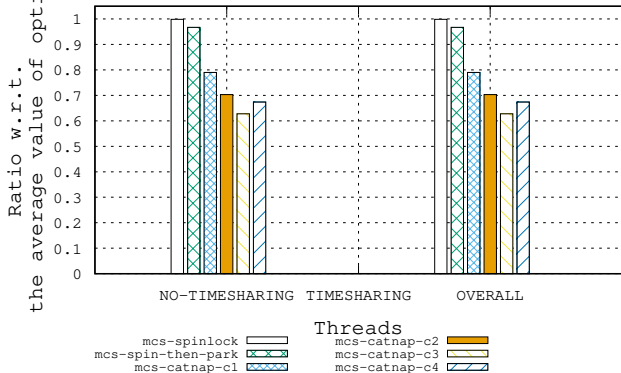 Ratio w.r.t.
the average value of
1
0.9
0.8
0.7
0.6
0.5
0.4
0.3
0.2
0.1
0
NO-TIMESHARING TIMESHARING OVERALL
Threads
mcs-spinlock
mcs-spin-then-park
mcs-catnap-c1
mcs-catnap-c2
mcs-catnap-c3
mcs-catnap-c4